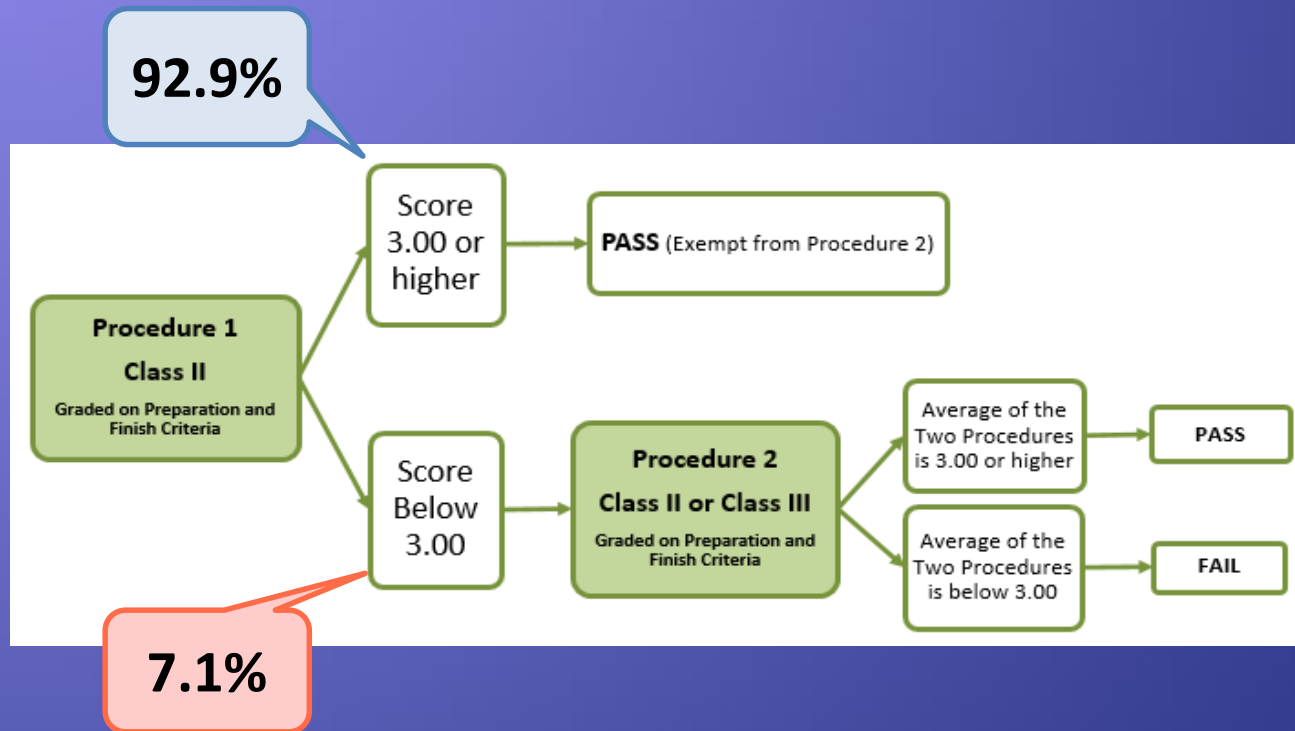 92.9%
Score
3.00 or
higher
PASS (Exempt from Procedure 2)
Procedure 1
Class II
Graded on Preparation and
Finish Criteria
Score
Below
3.00
Procedure 2
Class II or Class III
Graded on Preparation and
Finish Criteria
Average of the
Two Procedures
is 3.00 or higher
PASS
Average of the
Two Procedures
is below 3.00
FAIL
7.1%